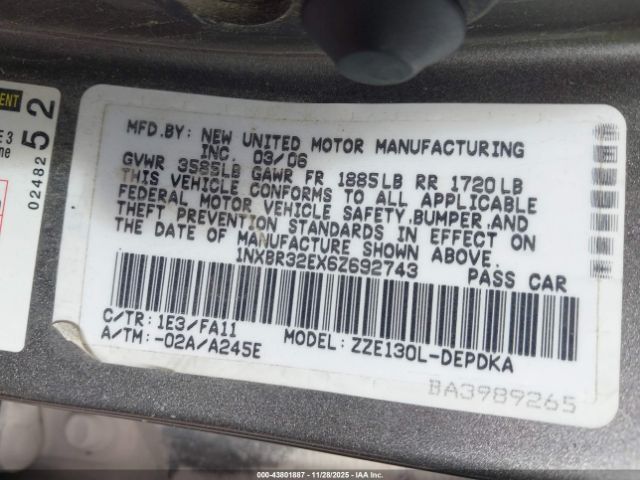 MFD.BY: NEW UNITED MOTOR MANUFACTURING
INC. 03/06
GVWR 3585LB GAWR FR 1885LB RR 1720LB
THIS VEHICLE CONFORMS TO ALL APPLICABLE
FEDERAL MOTOR VEHICLE SAFETY,BUMPER,AND
THEFT PREVENTION STANDARDS IN EFFECT ON
THE DATE OF MANUFACTURE SHOWN ABOVE.
1NXBR32EX6Z692743 PASS CAR
C/TR: 1E3/FA11
A/TM: -02A/A245E MODEL: ZZE130L-DEPDKA
BA3989265
52
02482
000-43801887 - 11/28/2025 - IAAI.COM